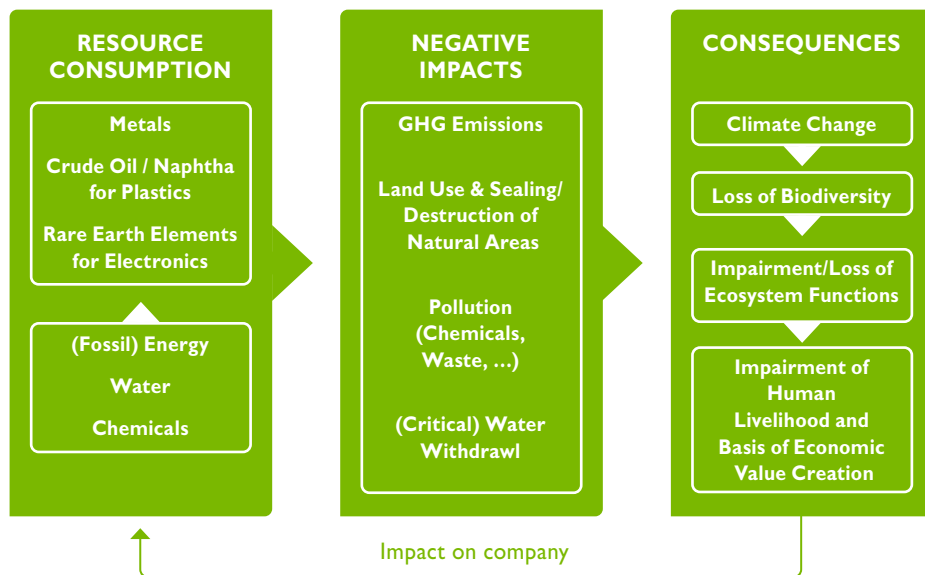 RESOURCE
CONSUMPTION
Metals
Crude Oil / Naphtha
for Plastics
Rare Earth Elements
for Electronics
(Fossil) Energy
Water
Chemicals
NEGATIVE
IMPACTS
GHG Emissions
Land Use & Sealing/
Destruction of
Natural Areas
Pollution
(Chemicals,
Waste, ...)
(Critical) Water
Withdrawl
CONSEQUENCES
Climate Change
Loss of Biodiversity
Impairment/Loss of
Ecosystem Functions
Impairment of
Human
Livelihood and
Basis of Economic
Value Creation
Impact on company